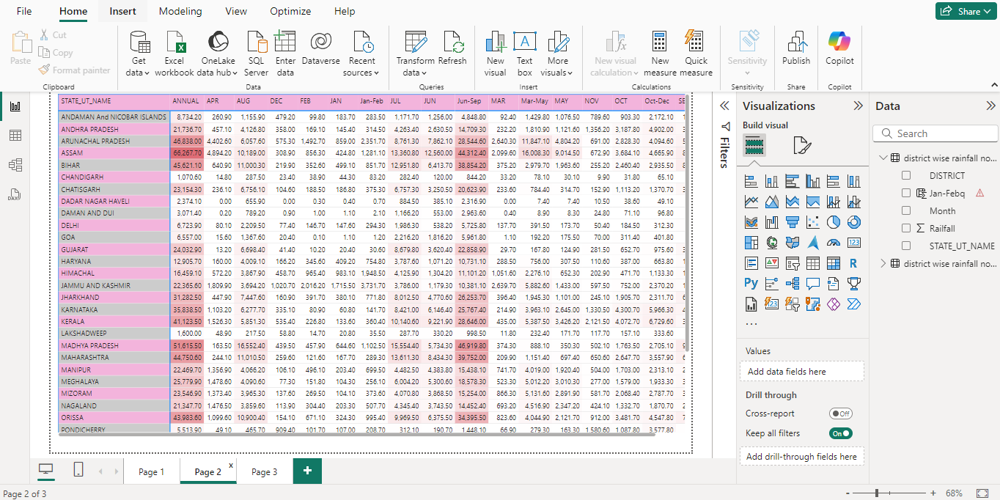 File Home Insert Modeling View Optimize Help Share
Paste
Cut
Copy
Format painter
Clipboard
Get data
Excel workbook
OneLake data hub
SQL Server
Enter data
Dataverse
Recent sources
Data
Transform data
Refresh
Queries
New visual
Text box
More visuals
Insert
New visual calculation
New measure
Quick measure
Calculations
Sensitivity
Sensitivity
Publish
Share
Copilot
Copilot
STATE_UT_NAME ANNUAL APR AUG DEC FEB JAN Jan-Feb JUL JUN Jun-Sep MAR Mar-May MAY NOV OCT Oct-Dec SE
ANDAMAN And NICOBAR ISLANDS 8,734.20 260.90 1,155.90 479.20 99.80 183.70 283.50 1,171.70 1,256.00 4,848.80 92.40 1,429.80 1,076.50 789.60 903.30 2,172.10
ANDHRA PRADESH 21,736.70 457.10 4,126.80 358.00 169.10 145.40 314.50 4,263.40 2,630.50 14,709.30 232.20 1,810.90 1,121.60 1,356.20 3,187.80 4,902.00
ARUNACHAL PRADESH 46,838.00 4,402.60 6,057.60 575.30 1,492.70 859.00 2,351.70 8,761.30 7,862.10 28,544.60 2,640.30 11,847.10 4,804.20 691.00 2,828.30 4,094.60
ASSAM 66,267.70 4,894.20 10,189.00 308.90 856.30 424.80 1,281.10 13,360.80 12,560.00 44,312.40 2,099.60 16,008.30 9,014.50 672.90 3,684.10 4,665.90
BIHAR 45,621.10 640.90 11,000.30 219.90 352.60 499.10 851.70 12,951.80 6,413.70 38,854.20 375.20 2,979.70 1,963.60 255.20 2,460.40 2,935.50
CHANDIGARH 1,070.60 14.80 287.50 23.40 38.90 44.30 83.20 282.40 120.00 844.20 33.20 78.10 30.10 9.90 31.80 65.10
CHATISGARH 23,154.30 236.10 6,756.10 104.60 188.50 186.80 375.30 6,757.30 3,250.50 20,623.90 233.60 784.40 314.70 152.90 1,113.20 1,370.70
DADAR NAGAR HAVELI 2,374.10 0.00 655.90 0.00 0.30 0.40 0.70 884.50 385.10 2,316.90 0.00 7.40 7.40 10.50 38.60 49.10
DAMAN AND DUI 3,071.40 0.20 789.20 0.90 1.00 1.10 2.10 1,166.20 553.00 2,963.60 0.40 8.90 8.30 24.80 71.10 96.80
DELHI 6,723.90 80.10 2,209.50 77.40 146.70 147.60 294.30 1,986.30 538.20 5,725.80 137.70 391.50 173.70 50.40 184.50 312.30
GOA 6,557.00 15.60 1,367.60 20.40 0.10 1.10 1.20 2,216.20 1,816.20 5,961.80 1.10 192.20 175.50 70.00 311.40 401.80
GUJARAT 24,032.90 13.20 6,698.40 41.40 10.20 20.40 30.60 8,679.80 3,620.40 22,858.90 29.70 167.80 124.90 281.50 652.70 975.60
HARYANA 12,905.70 160.00 4,009.10 166.20 345.60 409.20 754.80 3,787.60 1,071.20 10,731.10 288.50 756.00 307.50 110.60 387.00 663.80
HIMACHAL 16,459.10 572.20 3,867.90 458.70 965.40 983.10 1,948.50 4,125.90 1,304.20 11,101.20 1,051.60 2,276.10 652.30 202.90 471.70 1,133.30
JAMMU AND KASHMIR 22,365.60 1,809.90 3,694.20 1,020.70 2,016.20 1,715.50 3,731.70 3,786.00 1,179.30 10,381.10 2,639.70 5,882.60 1,433.00 597.50 752.00 2,370.20
JHARKHAND 31,282.50 447.90 7,447.60 160.90 391.70 380.10 771.80 8,012.50 4,770.60 26,253.70 396.40 1,945.30 1,101.00 245.10 1,905.70 2,311.70
KARNATAKA 35,838.50 1,103.20 6,277.70 335.10 80.90 60.80 141.70 8,421.00 6,146.40 25,767.40 214.90 3,963.10 2,645.00 1,330.50 4,300.70 5,966.30
KERALA 41,123.50 1,526.30 5,851.30 535.40 226.80 133.60 360.40 10,140.60 9,221.90 28,646.00 435.00 5,387.50 3,426.20 2,121.50 4,072.70 6,729.60
LAKSHADWEEP 1,600.00 48.90 217.50 58.80 14.70 20.80 35.50 287.70 330.20 998.50 11.80 232.40 171.70 117.70 157.10 333.60
MADHYA PRADESH 51,615.50 163.50 16,552.40 439.50 457.90 644.60 1,102.50 15,554.40 5,734.30 46,919.80 374.30 888.10 350.30 502.10 1,763.50 2,705.10
MAHARASHTRA 44,750.60 244.10 11,010.50 259.60 121.60 167.70 289.30 13,611.30 8,434.30 39,752.00 209.90 1,151.40 697.40 650.60 2,647.70 3,557.90
MANIPUR 22,469.70 1,356.90 4,066.20 106.10 496.10 203.40 699.50 4,482.50 4,383.80 15,438.10 741.70 4,019.00 1,920.40 504.00 1,703.00 2,313.10
MEGHALAYA 25,779.90 1,478.60 4,090.60 77.30 151.80 104.30 256.10 6,004.20 5,300.60 18,578.30 523.30 5,012.20 3,010.30 277.00 1,579.00 1,933.30
MIZORAM 23,546.90 1,373.40 3,965.30 137.60 269.50 104.10 373.60 4,070.80 3,868.50 15,254.00 866.30 5,131.60 2,891.90 581.70 2,068.40 2,787.70
NAGALAND 21,347.70 1,476.50 3,859.60 113.90 304.40 203.30 507.70 4,345.40 3,743.50 14,452.40 693.20 4,516.90 2,347.20 424.10 1,332.70 1,870.70
ORISSA 43,983.60 1,099.60 10,900.40 154.10 671.10 324.30 995.40 9,969.50 6,375.50 34,395.50 823.60 4,044.90 2,121.70 912.00 3,481.70 4,547.80
PONDICHERRY 5,513.90 49.10 465.70 909.40 101.70 107.00 208.70 312.10 190.70 1,448.10 66.90 279.30 163.30 1,580.60 1,087.80 3,577.80
Filters
Visualizations
Build visual
Values
Add data fields here
Drill through
Cross-report Off
Keep all filters On
Add drill-through fields here
Data
Search
district wise rainfall no...
DISTRICT
Jan-Febq
Month
Railfall
STATE_UT_NAME
district wise rainfall no...
Page 1 Page 2 x Page 3 +
Page 2 of 3
- + 68%